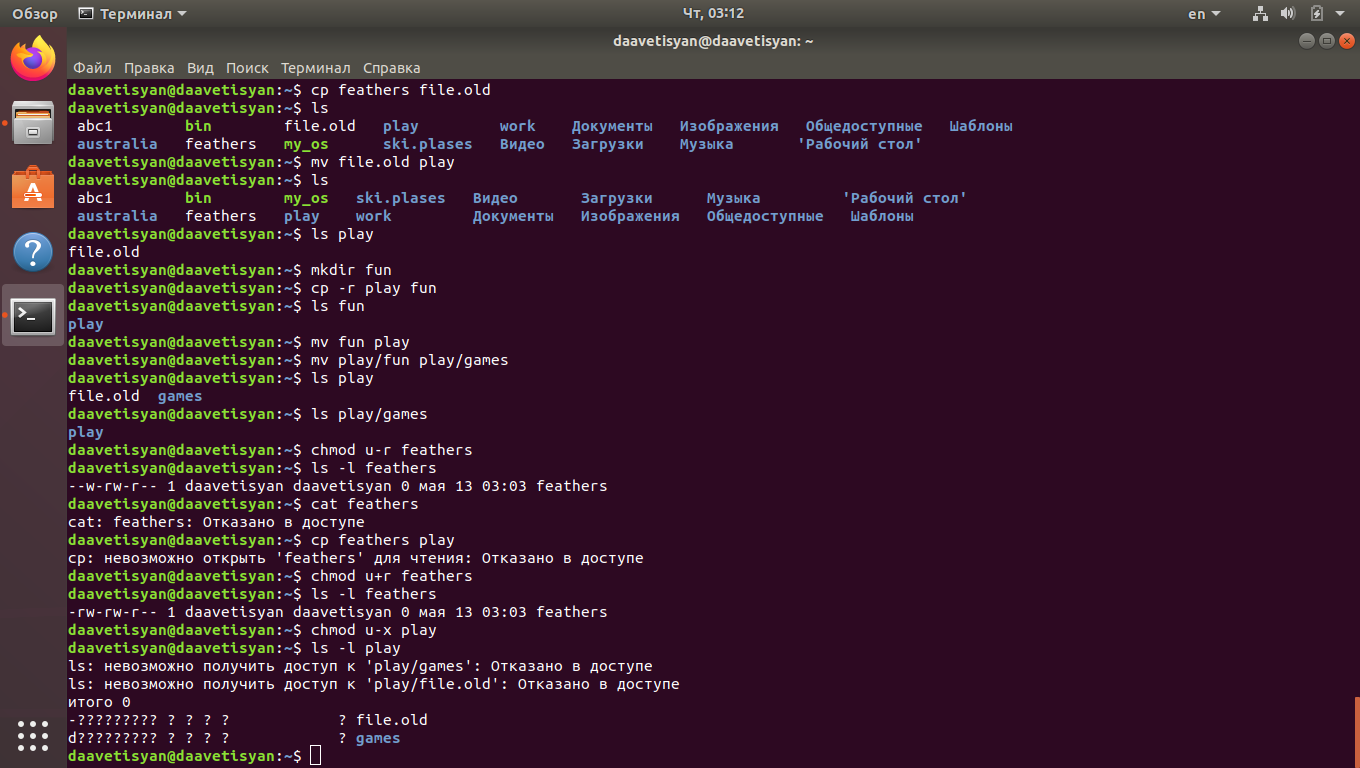 Обзор Терминал Чт, 03:12 en
daavetisyan@daavetisyan: ~
Файл Правка Вид Поиск Терминал Справка
daavetisyan@daavetisyan:~$ cp feathers file.old
daavetisyan@daavetisyan:~$ ls
abc1 bin file.old play work Документы Изображения Общедоступные Шаблоны
australia feathers my_os ski.plases Видео Загрузки Музыка 'Рабочий стол'
daavetisyan@daavetisyan:~$ mv file.old play
daavetisyan@daavetisyan:~$ ls
abc1 bin my_os ski.plases Видео Загрузки Музыка 'Рабочий стол'
australia feathers play work Документы Изображения Общедоступные Шаблоны
daavetisyan@daavetisyan:~$ ls play
file.old
daavetisyan@daavetisyan:~$ mkdir fun
daavetisyan@daavetisyan:~$ cp -r play fun
daavetisyan@daavetisyan:~$ ls fun
play
daavetisyan@daavetisyan:~$ mv fun play
daavetisyan@daavetisyan:~$ mv play/fun play/games
daavetisyan@daavetisyan:~$ ls play
file.old games
daavetisyan@daavetisyan:~$ ls play/games
play
daavetisyan@daavetisyan:~$ chmod u-r feathers
daavetisyan@daavetisyan:~$ ls -l feathers
--w-rw-r-- 1 daavetisyan daavetisyan 0 мая 13 03:03 feathers
daavetisyan@daavetisyan:~$ cat feathers
cat: feathers: Отказано в доступе
daavetisyan@daavetisyan:~$ cp feathers play
cp: невозможно открыть 'feathers' для чтения: Отказано в доступе
daavetisyan@daavetisyan:~$ chmod u+r feathers
daavetisyan@daavetisyan:~$ ls -l feathers
-rw-rw-r-- 1 daavetisyan daavetisyan 0 мая 13 03:03 feathers
daavetisyan@daavetisyan:~$ chmod u-x play
daavetisyan@daavetisyan:~$ ls -l play
ls: невозможно получить доступ к 'play/games': Отказано в доступе
ls: невозможно получить доступ к 'play/file.old': Отказано в доступе
итого 0
-????????? ? ? ? ? ? file.old
d????????? ? ? ? ? ? games
daavetisyan@daavetisyan:~$